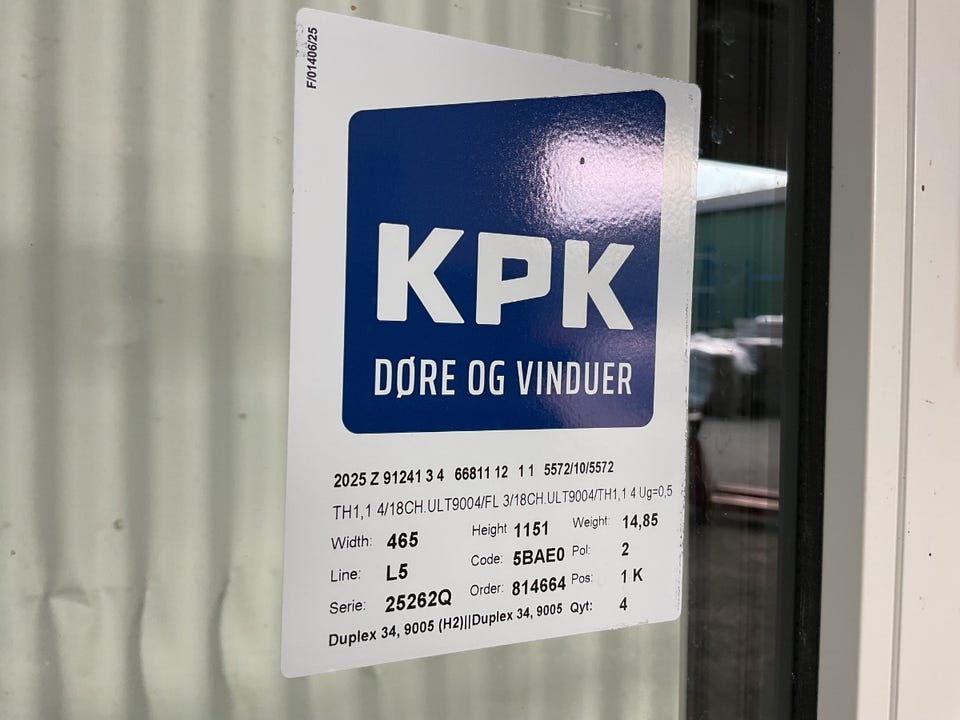 F/01406/25
KPK
DØRE OG VINDUER
2025 Z 91241 3 4 66811 12 1 1 5572/10/5572
TH1,1 4/18CH.ULT9004/FL 3/18CH.ULT9004/TH1,1 4 Ug=0,5
Width: 465 Height 1151 Weight: 14,85
Line: L5 Code: 5BAE0 Pol: 2
Serie: 25262Q Order: 814664 Pos: 1 K
Duplex 34, 9005 (H2)||Duplex 34, 9005 Qyt: 4